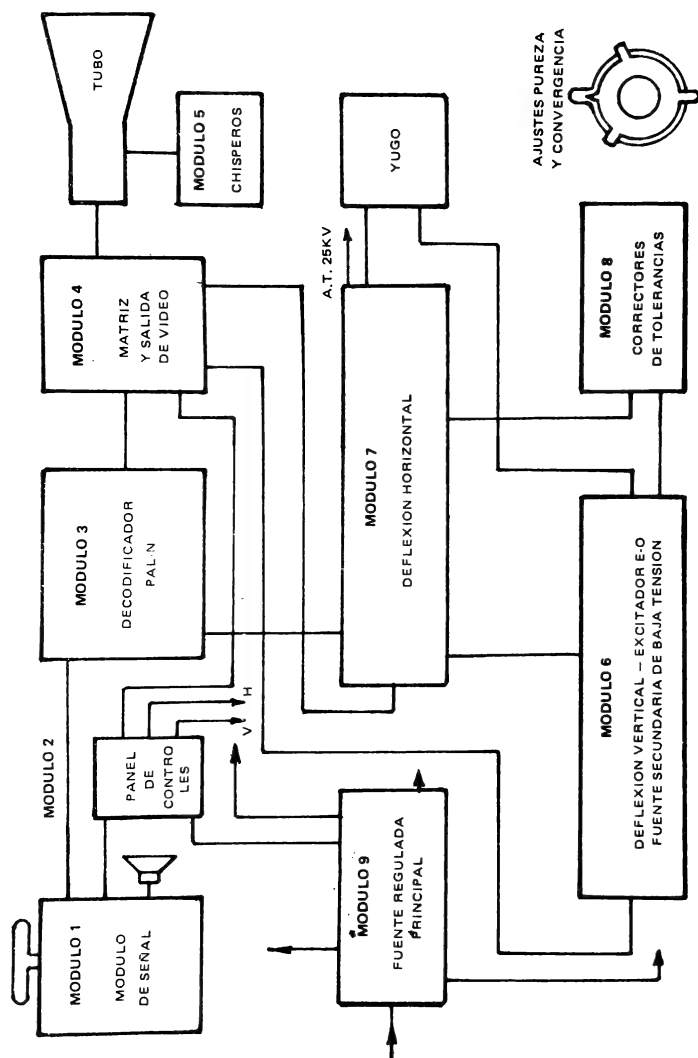 MODULO 1
MODULO
DE SEÑAL
MODULO 2
PANEL
DE
CONTRO
LES
V
H
MODULO 3
DECODIFICADOR
PAL·N
MODULO 4
MATRIZ
Y SALIDA
DE VIDEO
TUBO
MODULO 5
CHISPEROS
MODULO 9
FUENTE REGULADA
PRINCIPAL
MODULO 7
DEFLEXION HORIZONTAL
A.T. 25KV
YUGO
MODULO 6
DEFLEXION VERTICAL – EXCITADOR E-O
FUENTE SECUNDARIA DE BAJA TENSION
MODULO 8
CORRECTORES
DE TOLERANCIAS
AJUSTES PUREZA
Y CONVERGENCIA